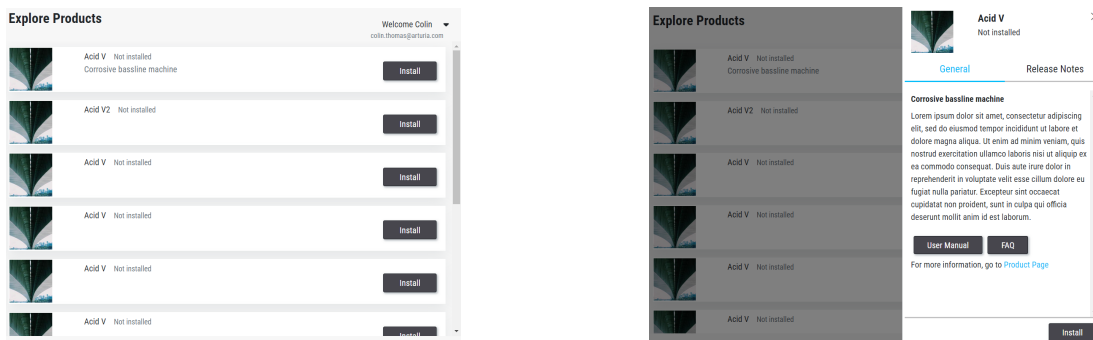 Explore Products
Welcome Colin
colin.thomas@arturia.com
Acid V Not installed
Corrosive bassline machine
Install
Acid V2 Not installed
Install
Acid V Not installed
Install
Acid V Not installed
Install
Acid V Not installed
Install
Acid V Not installed
Install
Explore Products
Acid V Not installed
Corrosive bassline machine
Acid V2 Not installed
Acid V Not installed
Acid V Not installed
Acid V Not installed
Acid V Not installed
Acid V
Not installed
General Release Notes
Corrosive bassline machine
Lorem ipsum dolor sit amet, consectetur adipiscing
elit, sed do eiusmod tempor incididunt ut labore et
dolore magna aliqua. Ut enim ad minim veniam, quis
nostrud exercitation ullamco laboris nisi ut aliquip ex
ea commodo consequat. Duis aute irure dolor in
reprehenderit in voluptate velit esse cillum dolore eu
fugiat nulla pariatur. Excepteur sint occaecat
cupidatat non proident, sunt in culpa qui officia
deserunt mollit anim id est laborum.
User Manual FAQ
For more information, go to Product Page
Install